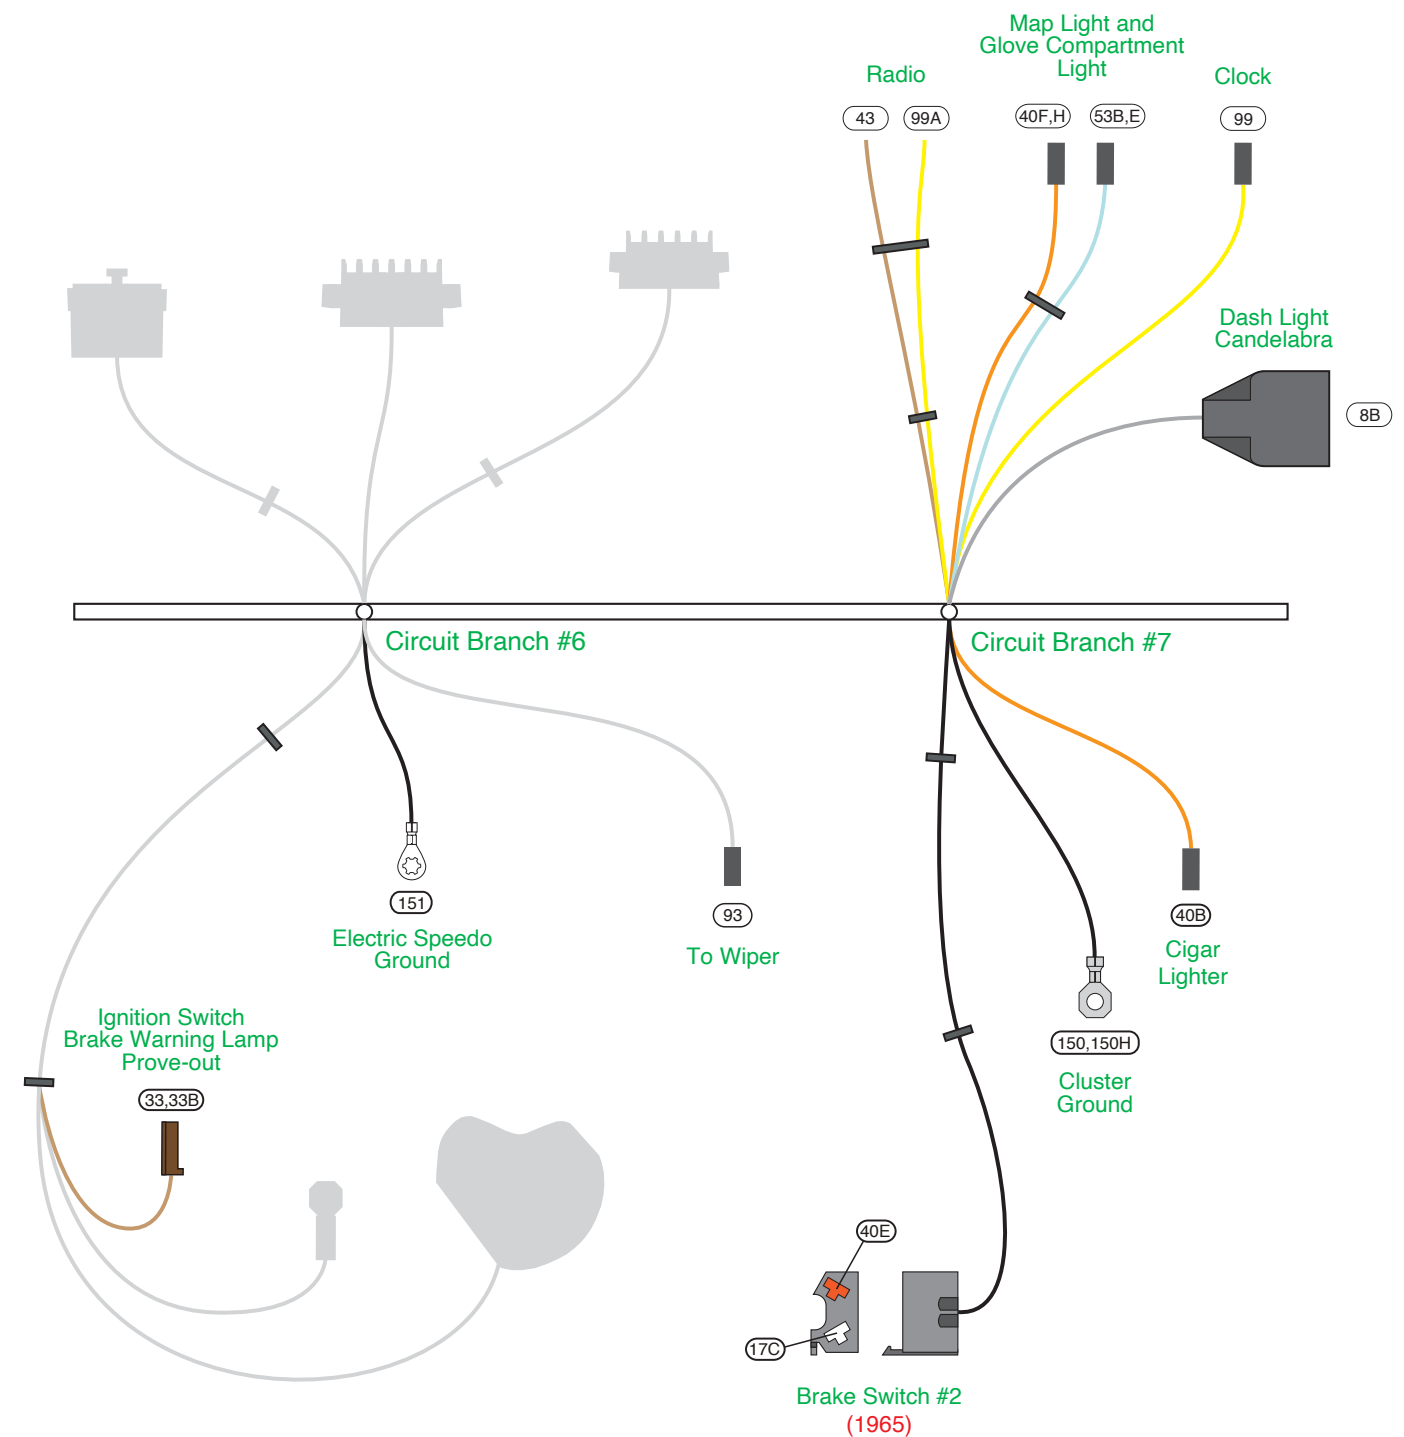 Map Light and
Glove Compartment
Light
Radio
Clock
43
99A
40F,H
53B,E
99
Dash Light
Candelabra
8B
Circuit Branch #6
Circuit Branch #7
151
Electric Speedo
Ground
93
To Wiper
40B
Cigar
Lighter
150,150H
Cluster
Ground
Ignition Switch
Brake Warning Lamp
Prove-out
33,33B
40E
17C
Brake Switch #2
(1965)